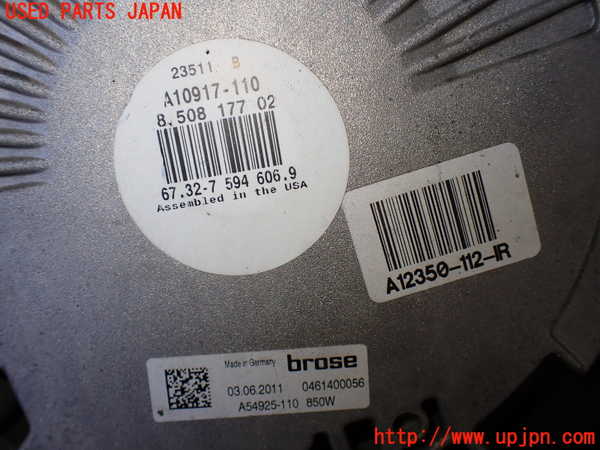 USED PARTS JAPAN
23511 B
A10917-110
8.508 177 02
67.32-7 594 606.9
Assembled in the USA
A12350-112-IR
Made in Germany
brose
03.06.2011 0461400056
A54925-110 850W
http://www.upjpn.com/